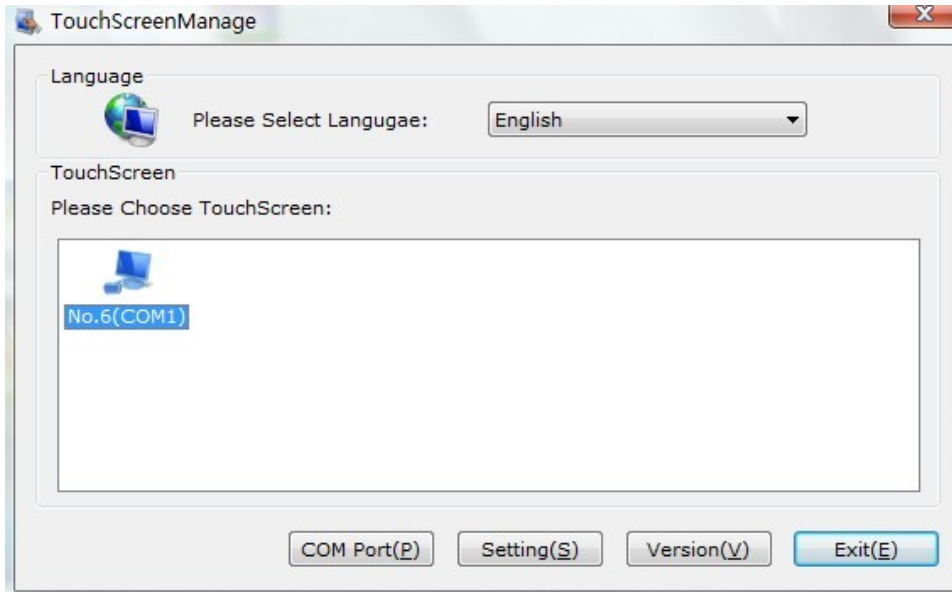 TouchScreenManage
Language
Please Select Langugae:
English
TouchScreen
Please Choose TouchScreen:
No.6(COM1)
COM Port(P)
Setting(S)
Version(V)
Exit(E)